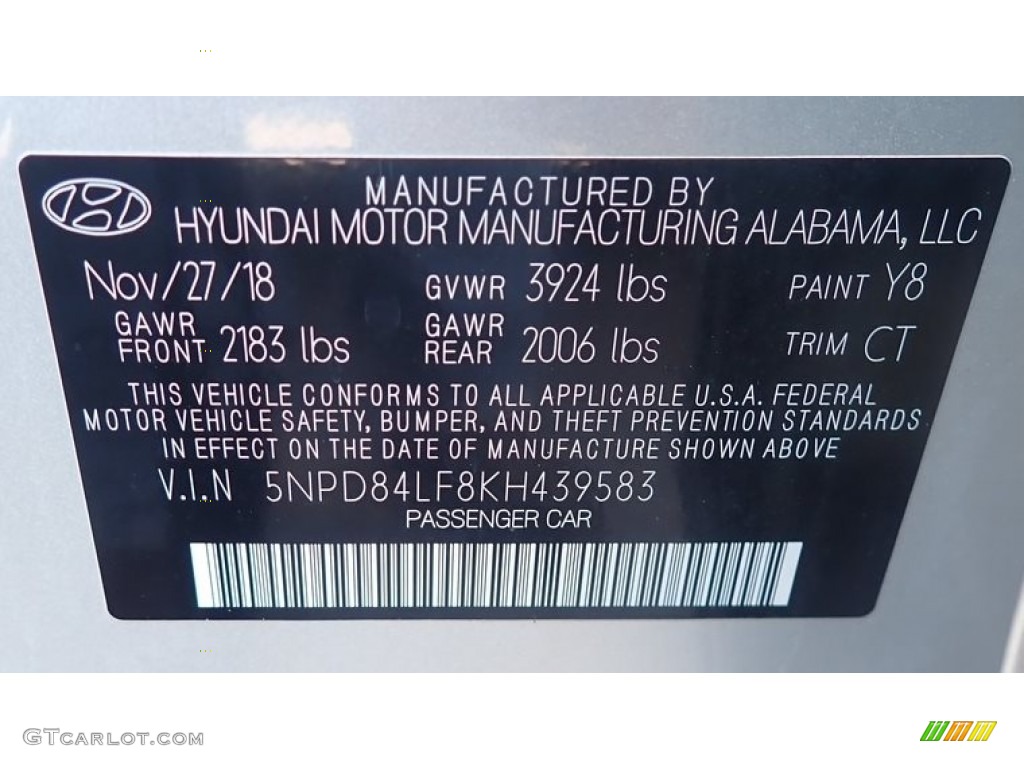 MANUFACTURED BY
HYUNDAI MOTOR MANUFACTURING ALABAMA, LLC
Nov/27/18 GVWR 3924 lbs PAINT Y8
GAWR FRONT 2183 lbs GAWR REAR 2006 lbs TRIM CT
THIS VEHICLE CONFORMS TO ALL APPLICABLE U.S.A. FEDERAL
MOTOR VEHICLE SAFETY, BUMPER, AND THEFT PREVENTION STANDARDS
IN EFFECT ON THE DATE OF MANUFACTURE SHOWN ABOVE
V.I.N 5NPD84LF8KH439583
PASSENGER CAR
GTCARLOT.COM